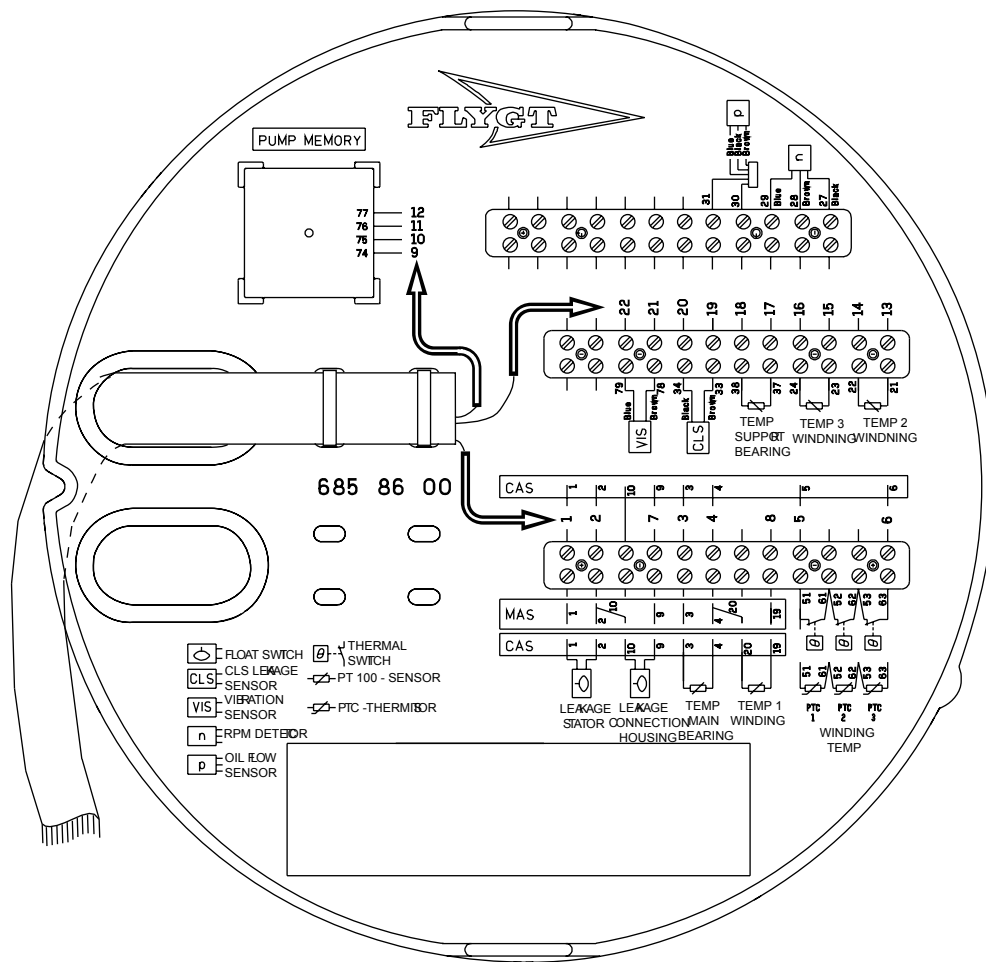 FLYGT
PUMP MEMORY
77 12
76 11
75 10
74 9
p
Blue
Black
Brown
n
31 30 29 28 27
Blue Brown Black
22 21 20 19 18 17 16 15 14 13
79 78 34 33 38 37 24 23 22 21
Blue Brown Black Brown
VIS CLS
TEMP
SUPPORT
BEARING
TEMP 3
WINDNING
TEMP 2
WINDNING
685 86 00
CAS 1 2 10 9 3 4 5 6
1 2 7 3 4 8 5 6
MAS 1 2 10 9 3 4 20 19
51 61 52 62 53 63
θ θ θ
CAS 1 2 10 9 3 4 20 19
51 61 52 62 53 63
PTC 1
PTC 2
PTC 3
WINDING
TEMP
LEAKAGE
STATOR
LEAKAGE
CONNECTION
HOUSING
TEMP
MAIN
BEARING
TEMP 1
WINDING
FLOAT SWITCH
CLS CLS LEKAGE
SENSOR
VIS VIBRATION
SENSOR
n RPM DETECTOR
p OIL FLOW
SENSOR
θ THERMAL
SWITCH
PT 100 - SENSOR
PTC -THERMITSOR